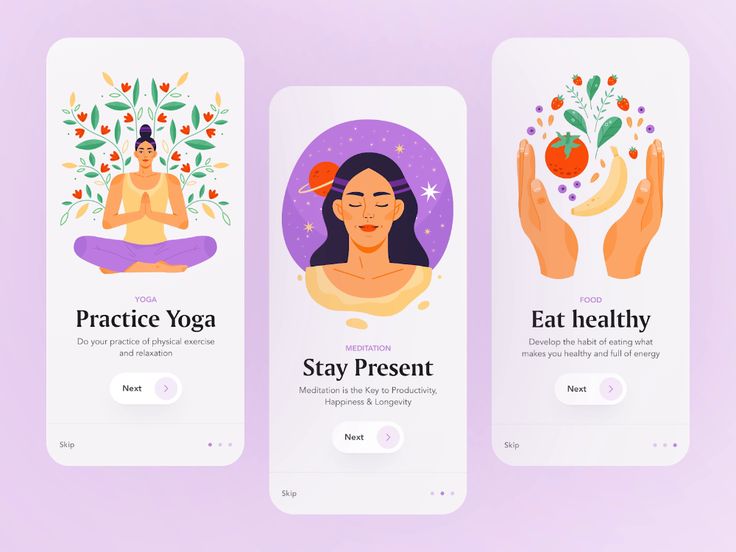 YOGA
Practice Yoga
Do your practice of physical exercise
and relaxation
Next
Skip
MEDITATION
Stay Present
Meditation is the Key to Productivity,
Happiness & Longevity
Next
Skip
FOOD
Eat healthy
Develop the habit of eating what
makes you healthy and full of energy
Next
Skip